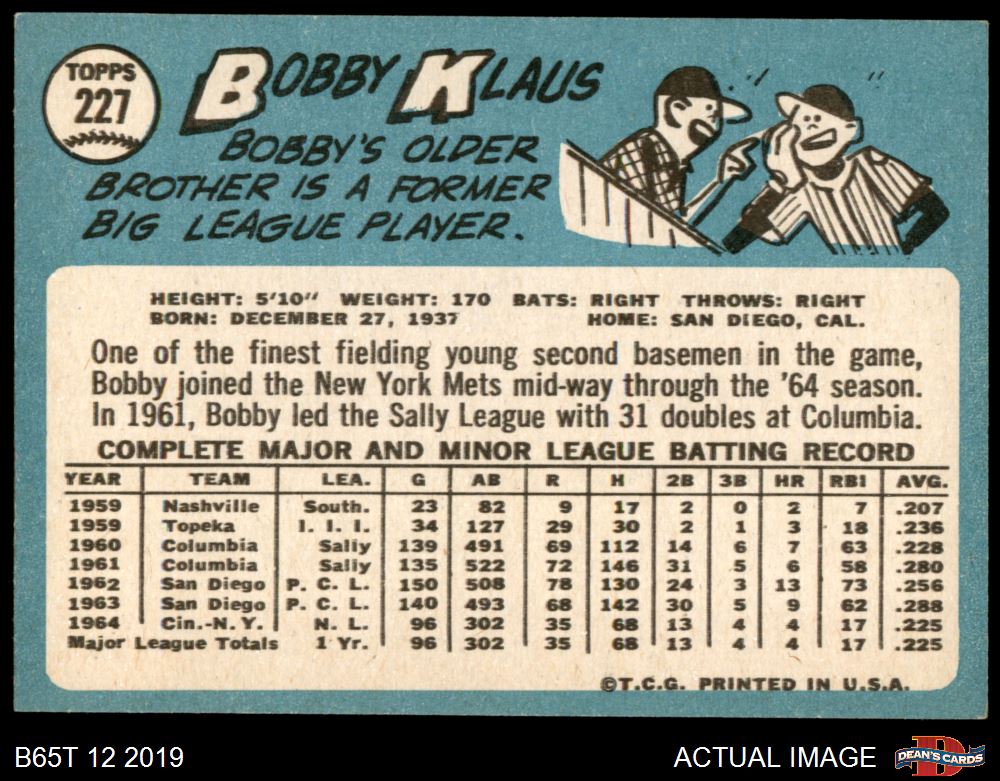 TOPPS
227
BOBBY KLAUS
BOBBY'S OLDER
BROTHER IS A FORMER
BIG LEAGUE PLAYER.
HEIGHT: 5'10" WEIGHT: 170 BATS: RIGHT THROWS: RIGHT
BORN: DECEMBER 27, 1937 HOME: SAN DIEGO, CAL.
One of the finest fielding young second basemen in the game,
Bobby joined the New York Mets mid-way through the '64 season.
In 1961, Bobby led the Sally League with 31 doubles at Columbia.
COMPLETE MAJOR AND MINOR LEAGUE BATTING RECORD
YEAR TEAM LEA. G AB R H 2B 3B HR RBI AVG.
1959 Nashville South. 23 82 9 17 2 0 2 7 .207
1959 Topeka I. I. I. 34 127 29 30 2 1 3 18 .236
1960 Columbia Sally 139 491 69 112 14 6 7 63 .228
1961 Columbia Sally 135 522 72 146 31 5 6 58 .280
1962 San Diego P. C. L. 150 508 78 130 24 3 13 73 .256
1963 San Diego P. C. L. 140 493 68 142 30 5 9 62 .288
1964 Cin.-N. Y. N. L. 96 302 35 68 13 4 4 17 .225
Major League Totals 1 Yr. 96 302 35 68 13 4 4 17 .225
©T.C.G. PRINTED IN U.S.A.
B65T 12 2019 ACTUAL IMAGE DEAN'S CARDS